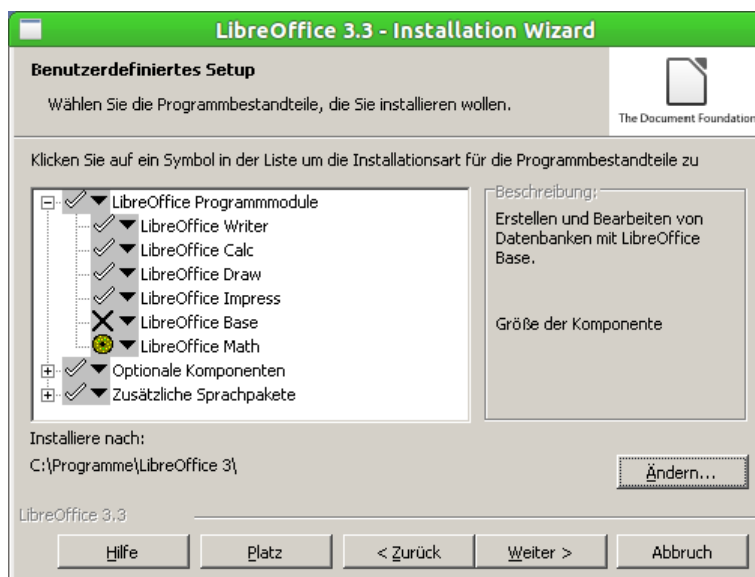 LibreOffice 3.3 - Installation Wizard
Benutzerdefiniertes Setup
Wählen Sie die Programmbestandteile, die Sie installieren wollen.
The Document Foundation
Klicken Sie auf ein Symbol in der Liste um die Installationsart für die Programmbestandteile zu
LibreOffice Programmmodule
LibreOffice Writer
LibreOffice Calc
LibreOffice Draw
LibreOffice Impress
LibreOffice Base
LibreOffice Math
Optionale Komponenten
Zusätzliche Sprachpakete
Beschreibung:
Erstellen und Bearbeiten von
Datenbanken mit LibreOffice
Base.
Größe der Komponente
Installiere nach:
C:\Programme\LibreOffice 3\
Ändern...
LibreOffice 3.3
Hilfe
Platz
< Zurück
Weiter >
Abbruch